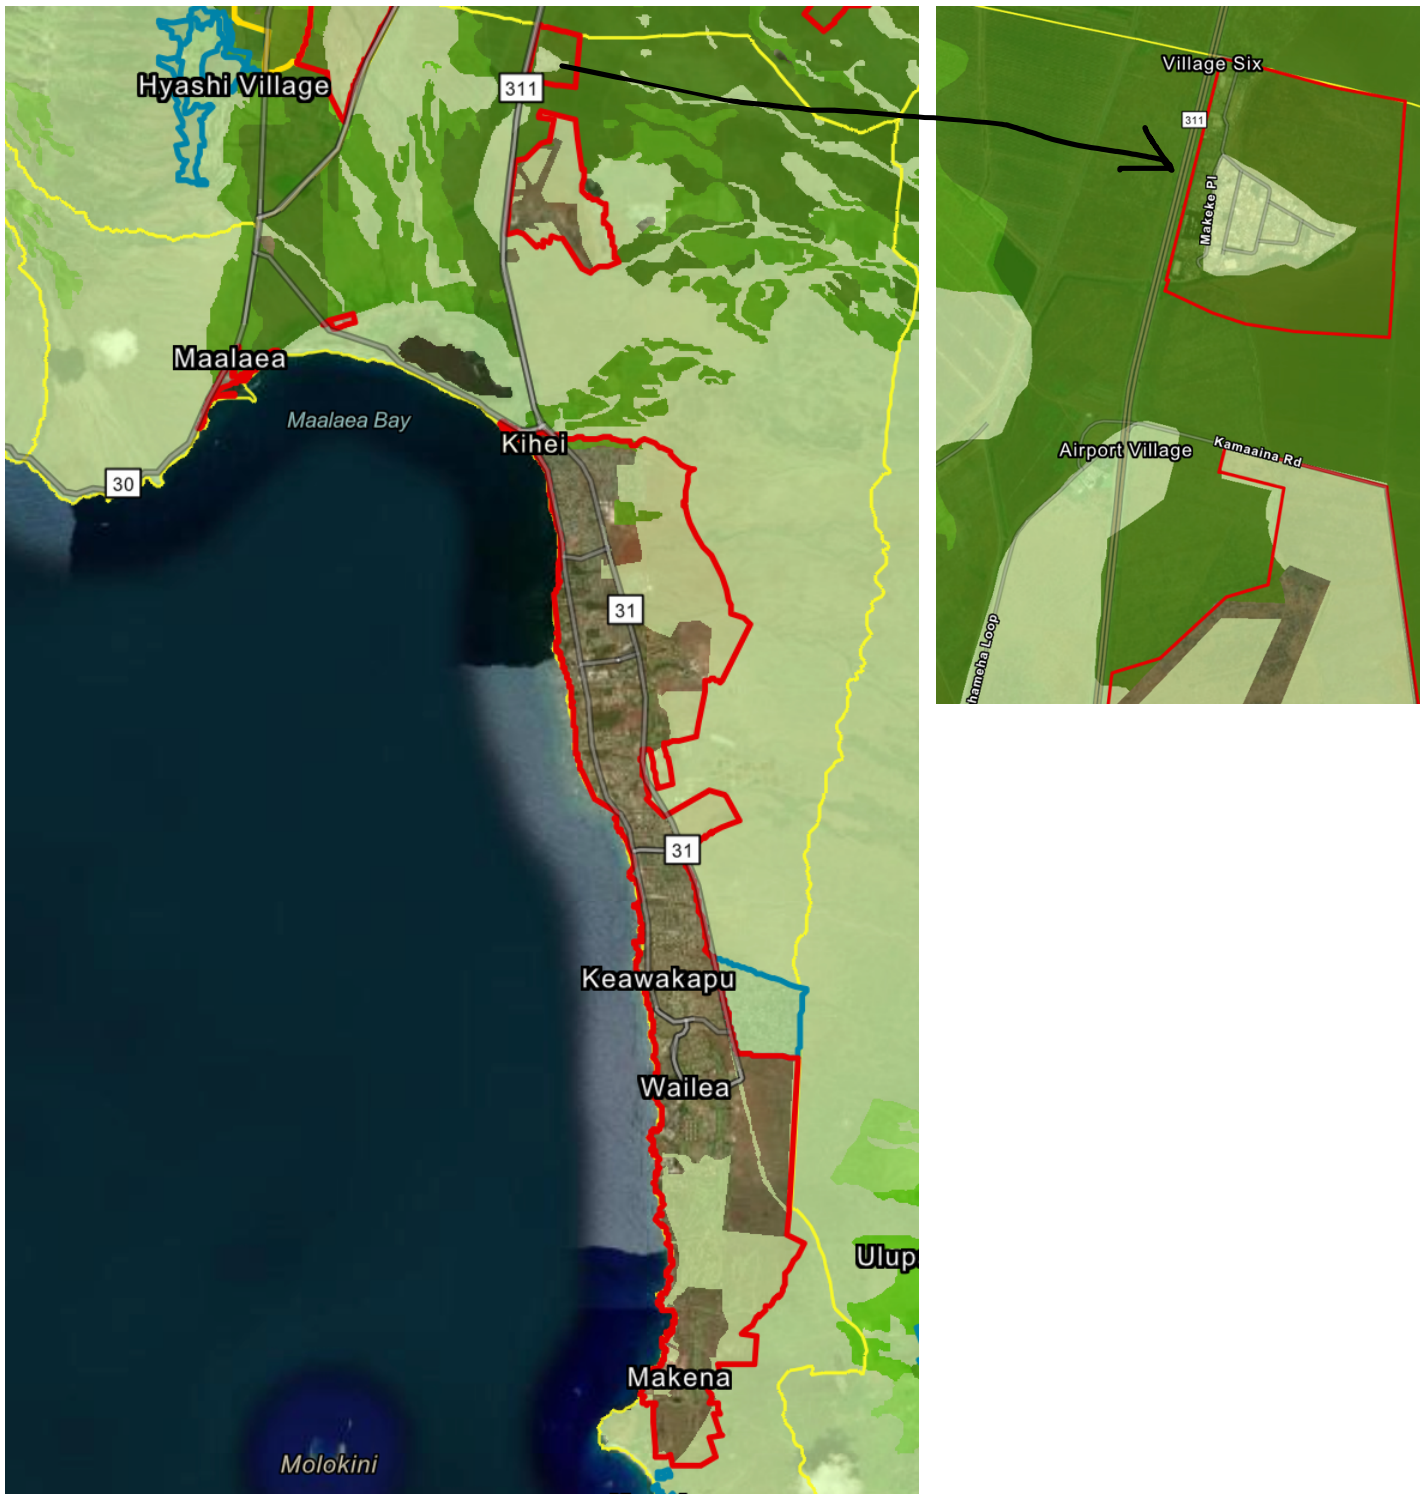 Hyashi Village
311
Maalaea
Maalaea Bay
Kihei
30
31
31
Keawakapu
Wailea
Ulup
Makena
Molokini
Village Six
311
Makeke Pl
Airport Village
Kamaaina Rd
hameha Loop